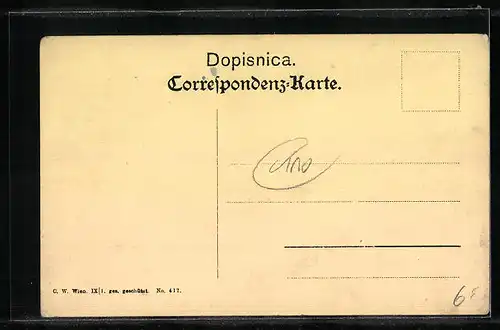 Dopisnica.
Correſpondenz-Karte.
C. W. Wien. IX/1. ges. geschützt. No. 417.